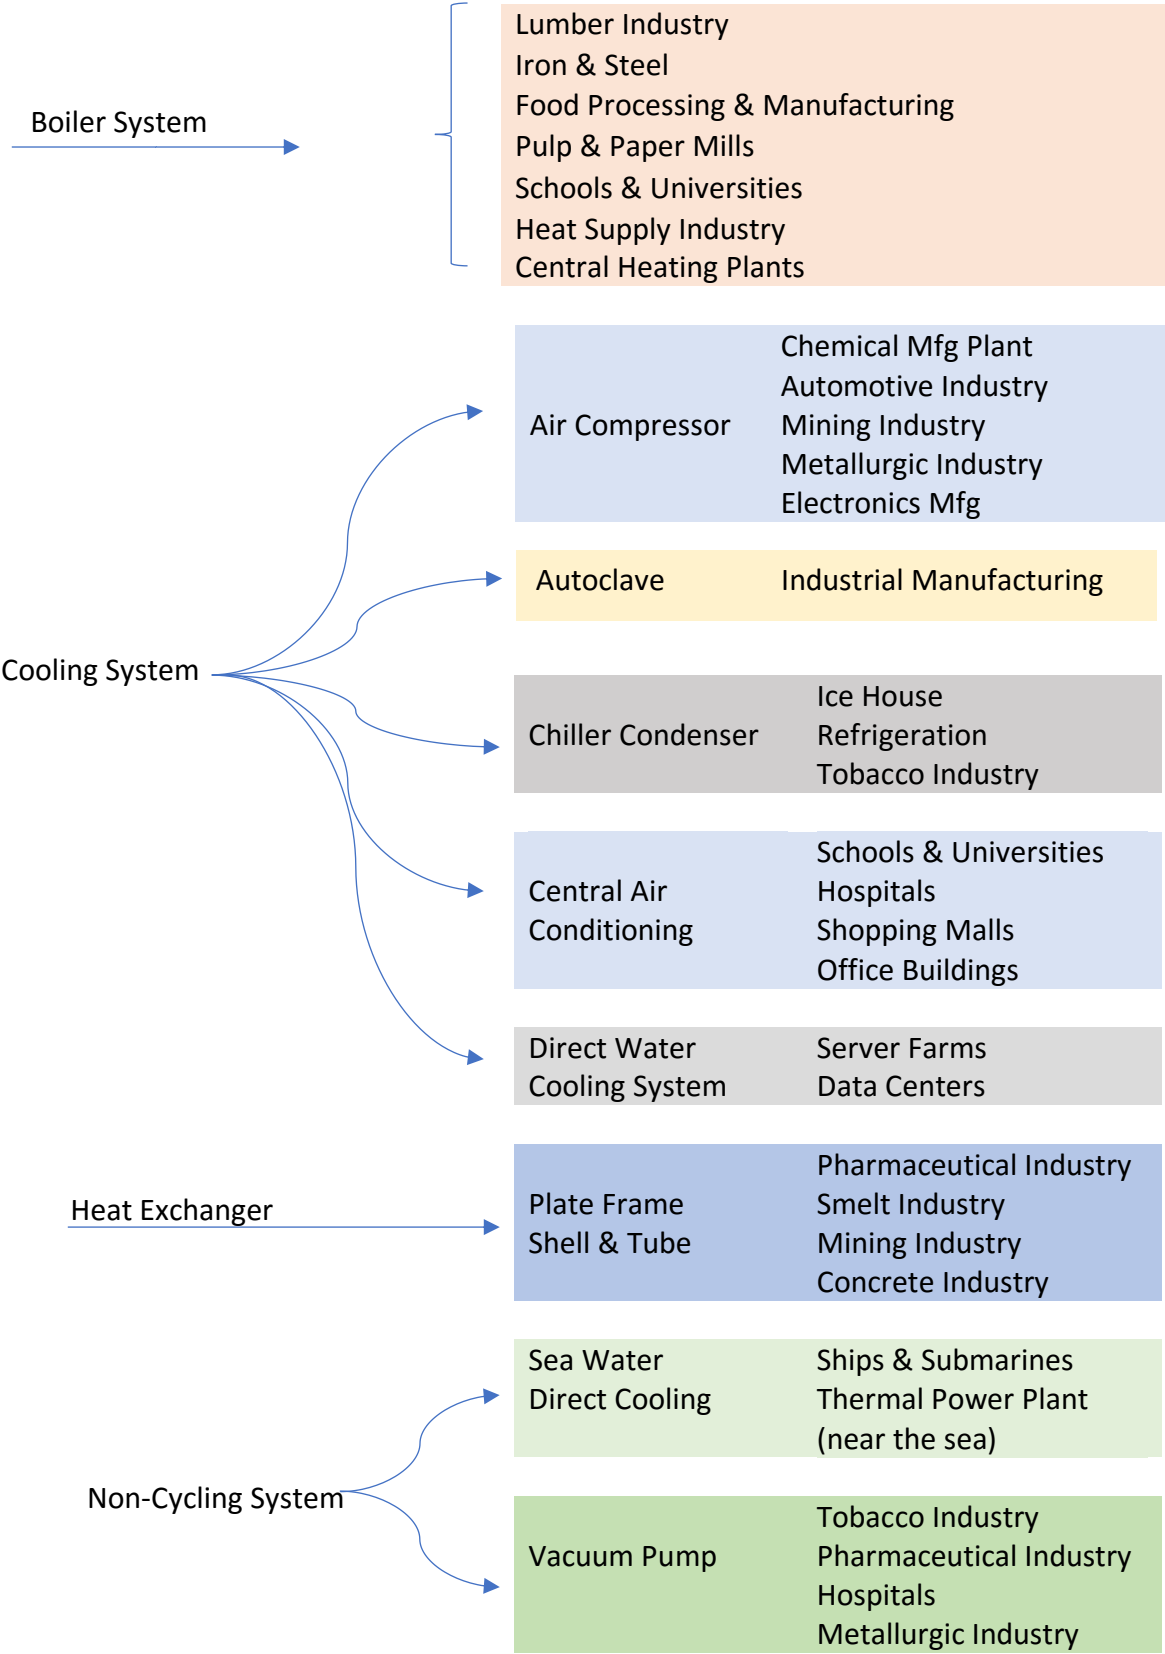 Boiler System
Lumber Industry
Iron & Steel
Food Processing & Manufacturing
Pulp & Paper Mills
Schools & Universities
Heat Supply Industry
Central Heating Plants
Cooling System
Air Compressor
Chemical Mfg Plant
Automotive Industry
Mining Industry
Metallurgic Industry
Electronics Mfg
Autoclave
Industrial Manufacturing
Chiller Condenser
Ice House
Refrigeration
Tobacco Industry
Central Air
Conditioning
Schools & Universities
Hospitals
Shopping Malls
Office Buildings
Direct Water
Cooling System
Server Farms
Data Centers
Heat Exchanger
Plate Frame
Shell & Tube
Pharmaceutical Industry
Smelt Industry
Mining Industry
Concrete Industry
Non-Cycling System
Sea Water
Direct Cooling
Ships & Submarines
Thermal Power Plant
(near the sea)
Vacuum Pump
Tobacco Industry
Pharmaceutical Industry
Hospitals
Metallurgic Industry